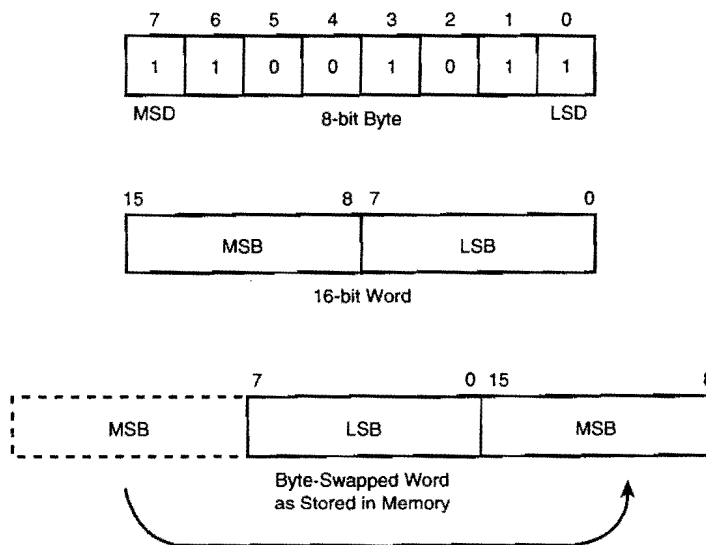 7 6 5 4 3 2 1 0
1 1 0 0 1 0 1 1
MSD 8-bit Byte LSD
15 8 7 0
MSB LSB
16-bit Word
7 0 15 8
MSB LSB MSB
Byte-Swapped Word
as Stored in Memory